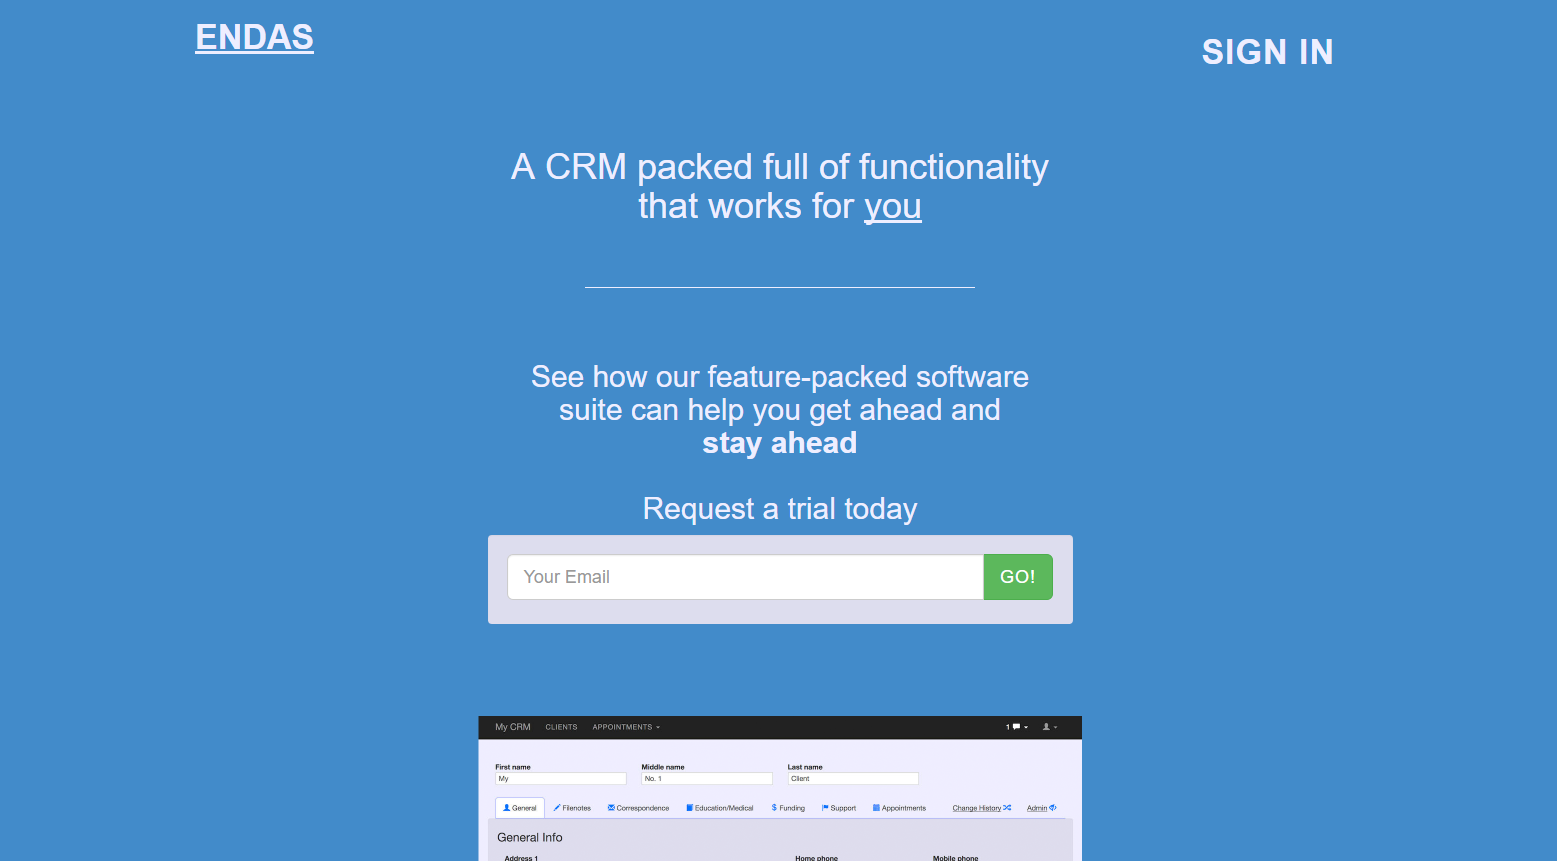 ENDAS
SIGN IN
A CRM packed full of functionality
that works for you
See how our feature-packed software
suite can help you get ahead and
stay ahead
Request a trial today
Your Email
GO!
My CRM CLIENTS APPOINTMENTS 1
First name Middle name Last name
My No. 1 Client
General Filenotes Correspondence Education/Medical Funding Support Appointments Change History Admin
General Info
Address 1 Home phone Mobile phone